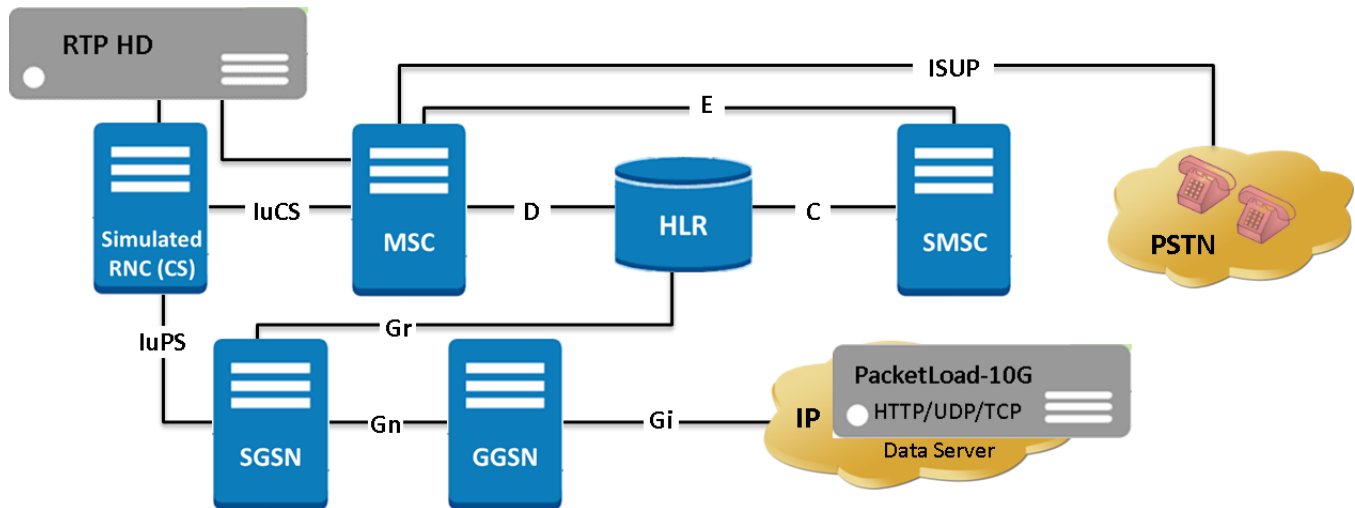 RTP HD
ISUP
E
Simulated
RNC (CS)
IuCS
MSC
D
HLR
C
SMSC
PSTN
IuPS
Gr
SGSN
Gn
GGSN
Gi
IP
PacketLoad-10G
HTTP/UDP/TCP
Data Server